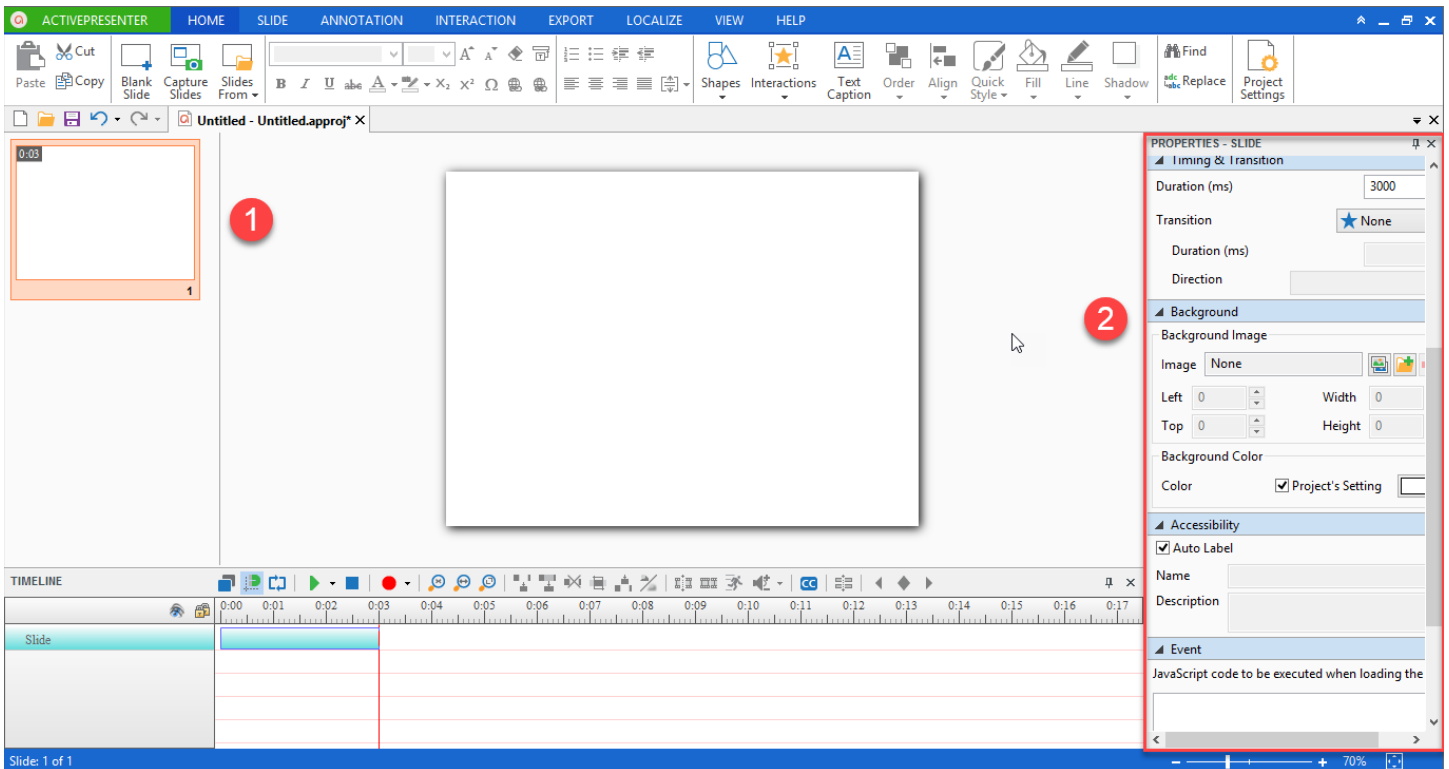 ACTIVEPRESENTER HOME SLIDE ANNOTATION INTERACTION EXPORT LOCALIZE VIEW HELP
Cut
Paste Copy
Blank Slide
Capture Slides
Slides From
B I U abc A X₂ X² Ω
Shapes Interactions
Text Caption
Order Align
Quick Style
Fill Line Shadow
Find
Replace
Project Settings
Untitled - Untitled.approj*
0:03
1
1
2
PROPERTIES - SLIDE
Timing & Transition
Duration (ms) 3000
Transition None
Duration (ms)
Direction
Background
Background Image
Image None
Left 0 Width 0
Top 0 Height 0
Background Color
Color Project's Setting
Accessibility
Auto Label
Name
Description
Event
JavaScript code to be executed when loading the
TIMELINE CC
0:00 0:01 0:02 0:03 0:04 0:05 0:06 0:07 0:08 0:09 0:10 0:11 0:12 0:13 0:14 0:15 0:16 0:17
Slide
Slide: 1 of 1 70%